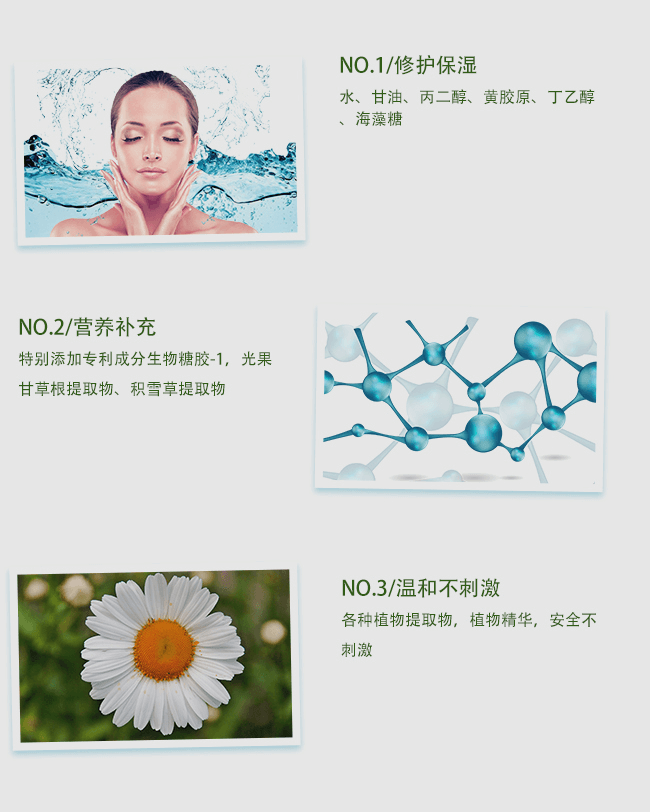 NO.1/修护保湿
水、甘油、丙二醇、黄胶原、丁乙醇
、海藻糖
NO.2/营养补充
特别添加专利成分生物糖胶-1，光果
甘草根提取物、积雪草提取物
NO.3/温和不刺激
各种植物提取物，植物精华，安全不
刺激